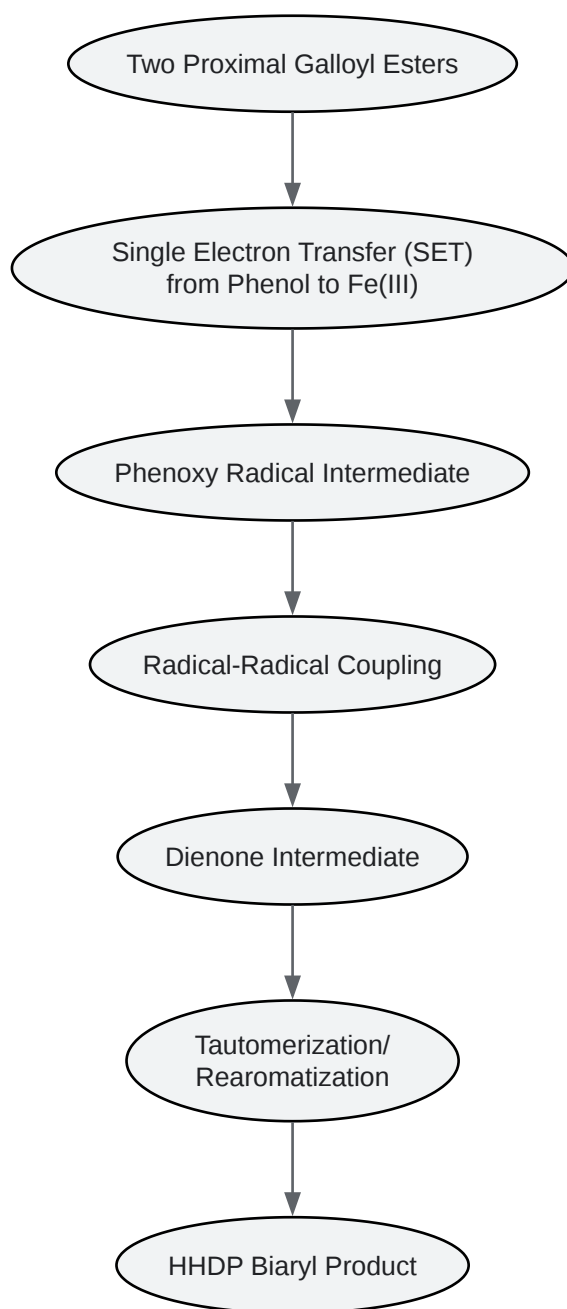 Two Proximal Galloyl Esters
Single Electron Transfer (SET)
from Phenol to Fe(III)
Phenoxy Radical Intermediate
Radical-Radical Coupling
Dienone Intermediate
Tautomerization/
Rearomatization
HHDP Biaryl Product